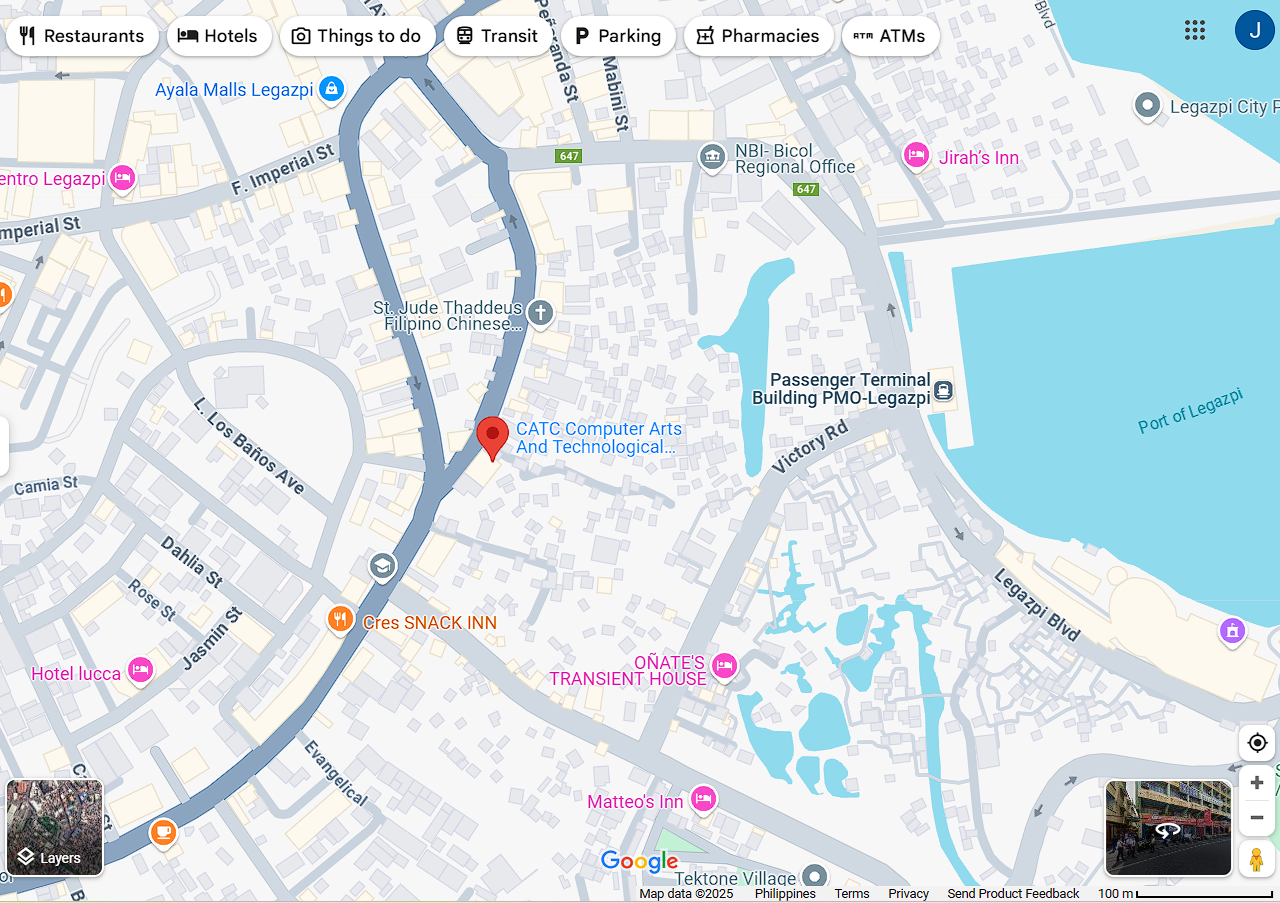 Restaurants
Hotels
Things to do
Transit
Parking
Pharmacies
ATM ATMs
J
Peñaranda St
Mabini St
Blvd
Ayala Malls Legazpi
Legazpi City P
647
NBI- Bicol
Regional Office
647
Jirah's Inn
entro Legazpi
F. Imperial St
mperial St
St. Jude Thaddeus
Filipino Chinese...
Passenger Terminal
Building PMO-Legazpi
Port of Legazpi
L. Los Baños Ave
CATC Computer Arts
And Technological...
Victory Rd
Camia St
Dahlia St
Rose St
Jasmin St
Legazpi Blvd
Cres SNACK INN
Hotel lucca
OÑATE'S
TRANSIENT HOUSE
Evangelical
Matteo's Inn
Layers
Google
Tektone Village
Map data ©2025
Philippines
Terms
Privacy
Send Product Feedback
100 m